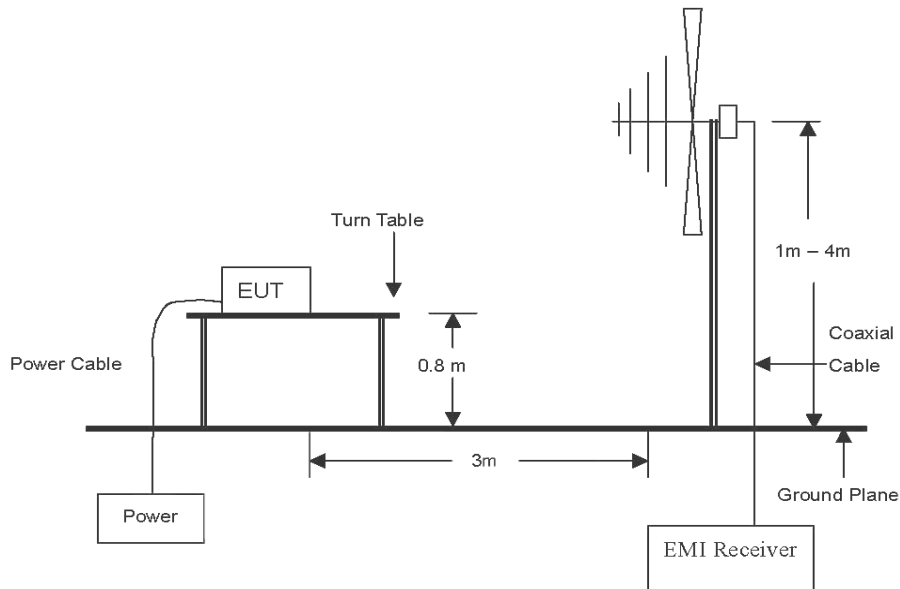 Turn Table
1m – 4m
EUT
Coaxial
Cable
Power Cable
0.8 m
3m
Ground Plane
Power
EMI Receiver